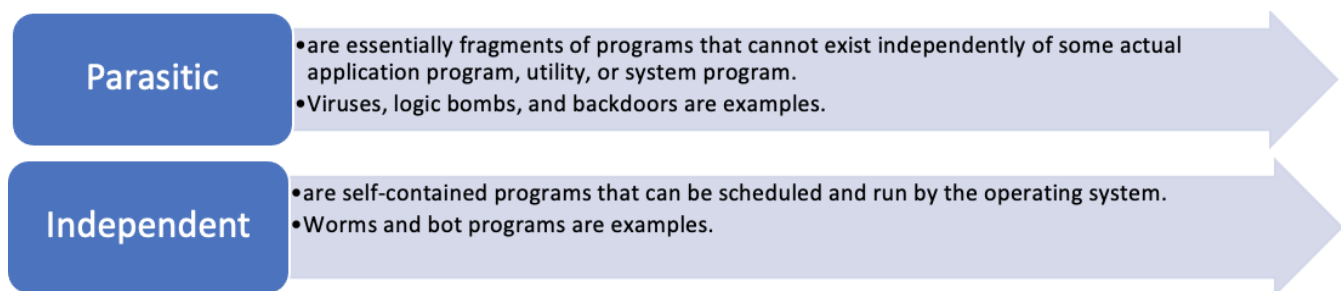 Parasitic
•are essentially fragments of programs that cannot exist independently of some actual
application program, utility, or system program.
•Viruses, logic bombs, and backdoors are examples.
Independent
•are self-contained programs that can be scheduled and run by the operating system.
•Worms and bot programs are examples.